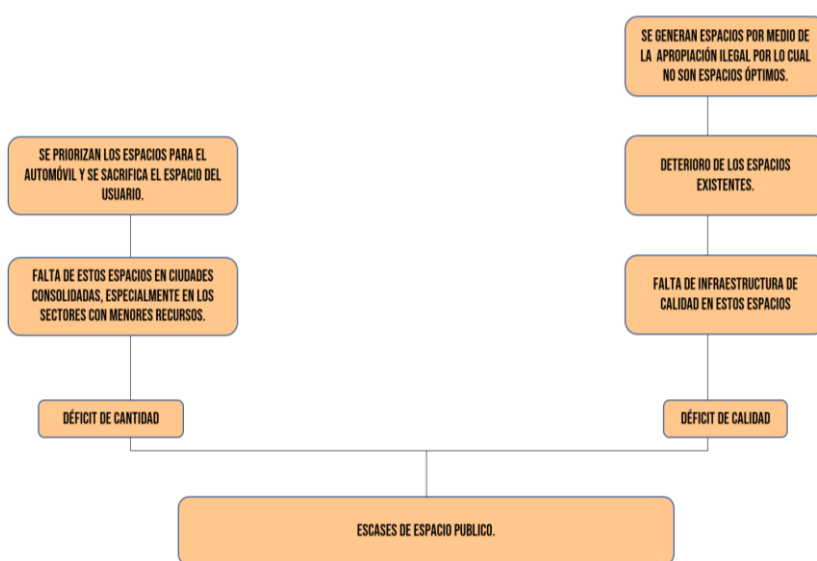 SE GENERAN ESPACIOS POR MEDIO DE
LA APROPIACIÓN ILEGAL POR LO CUAL
NO SON ESPACIOS ÓPTIMOS.
SE PRIORIZAN LOS ESPACIOS PARA EL
AUTOMÓVIL Y SE SACRIFICA EL ESPACIO DEL
USUARIO.
DETERIORO DE LOS ESPACIOS
EXISTENTES.
FALTA DE ESTOS ESPACIOS EN CIUDADES
CONSOLIDADAS, ESPECIALMENTE EN LOS
SECTORES CON MENORES RECURSOS.
FALTA DE INFRAESTRUCTURA DE
CALIDAD EN ESTOS ESPACIOS
DÉFICIT DE CANTIDAD
DÉFICIT DE CALIDAD
ESCASES DE ESPACIO PUBLICO.